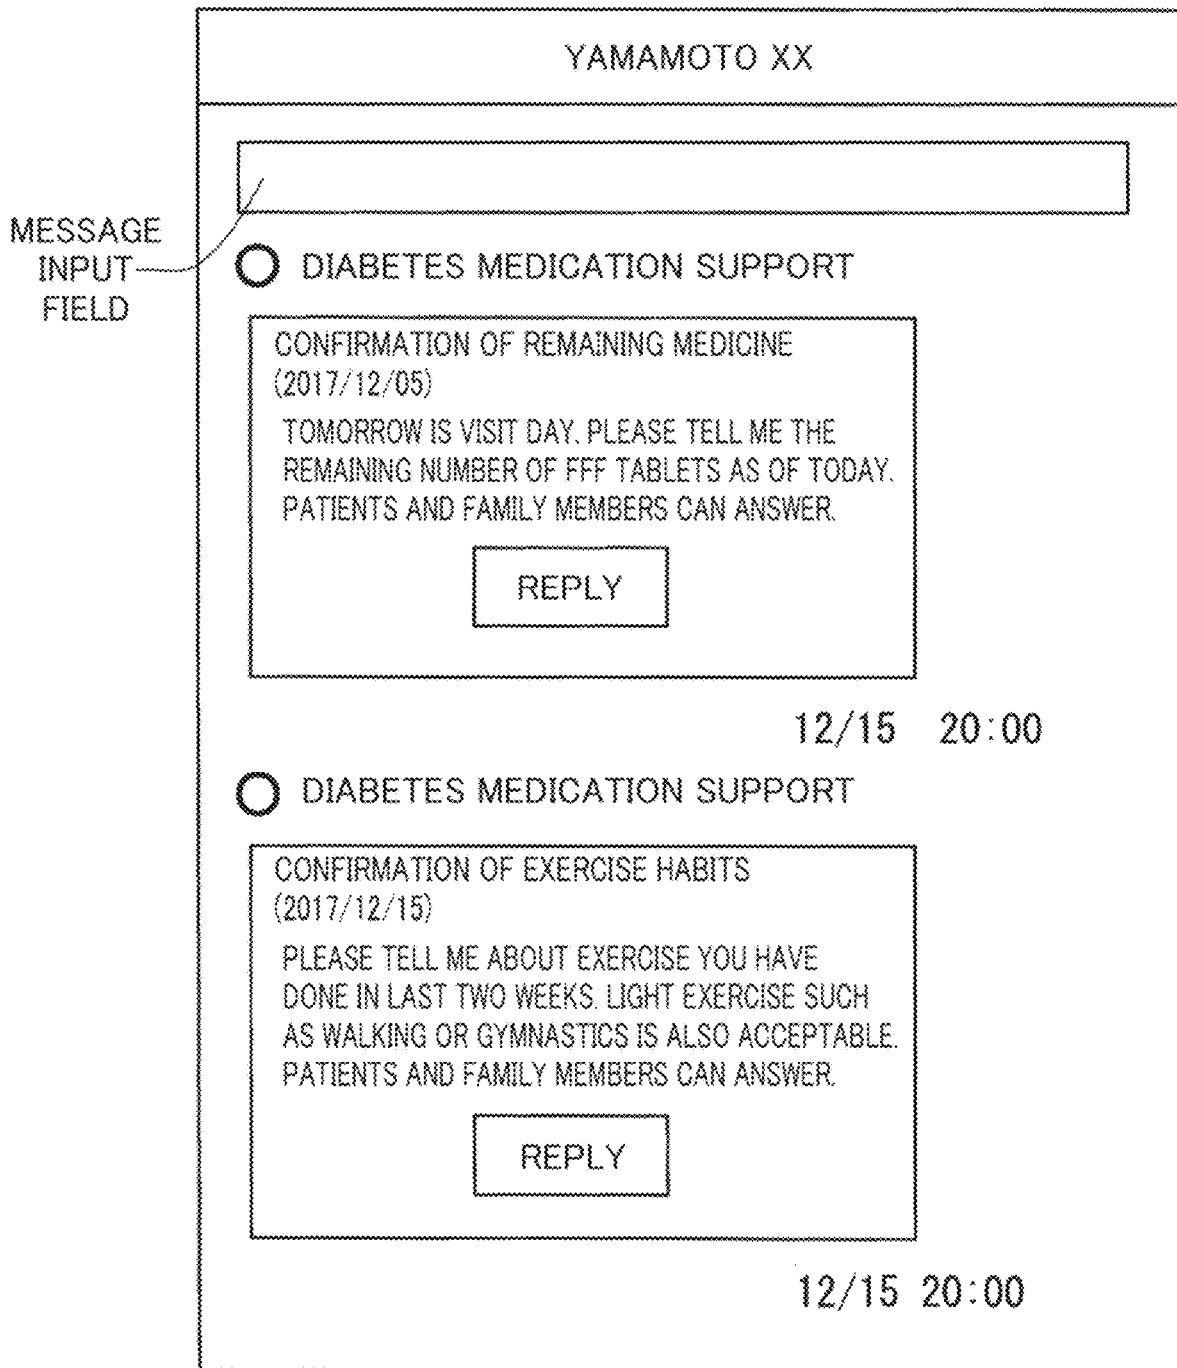 YAMAMOTO XX
MESSAGE
INPUT
FIELD
DIABETES MEDICATION SUPPORT
CONFIRMATION OF REMAINING MEDICINE
(2017/12/05)
TOMORROW IS VISIT DAY. PLEASE TELL ME THE
REMAINING NUMBER OF FFF TABLETS AS OF TODAY.
PATIENTS AND FAMILY MEMBERS CAN ANSWER.
REPLY
12/15 20:00
DIABETES MEDICATION SUPPORT
CONFIRMATION OF EXERCISE HABITS
(2017/12/15)
PLEASE TELL ME ABOUT EXERCISE YOU HAVE
DONE IN LAST TWO WEEKS. LIGHT EXERCISE SUCH
AS WALKING OR GYMNASTICS IS ALSO ACCEPTABLE.
PATIENTS AND FAMILY MEMBERS CAN ANSWER.
REPLY
12/15 20:00